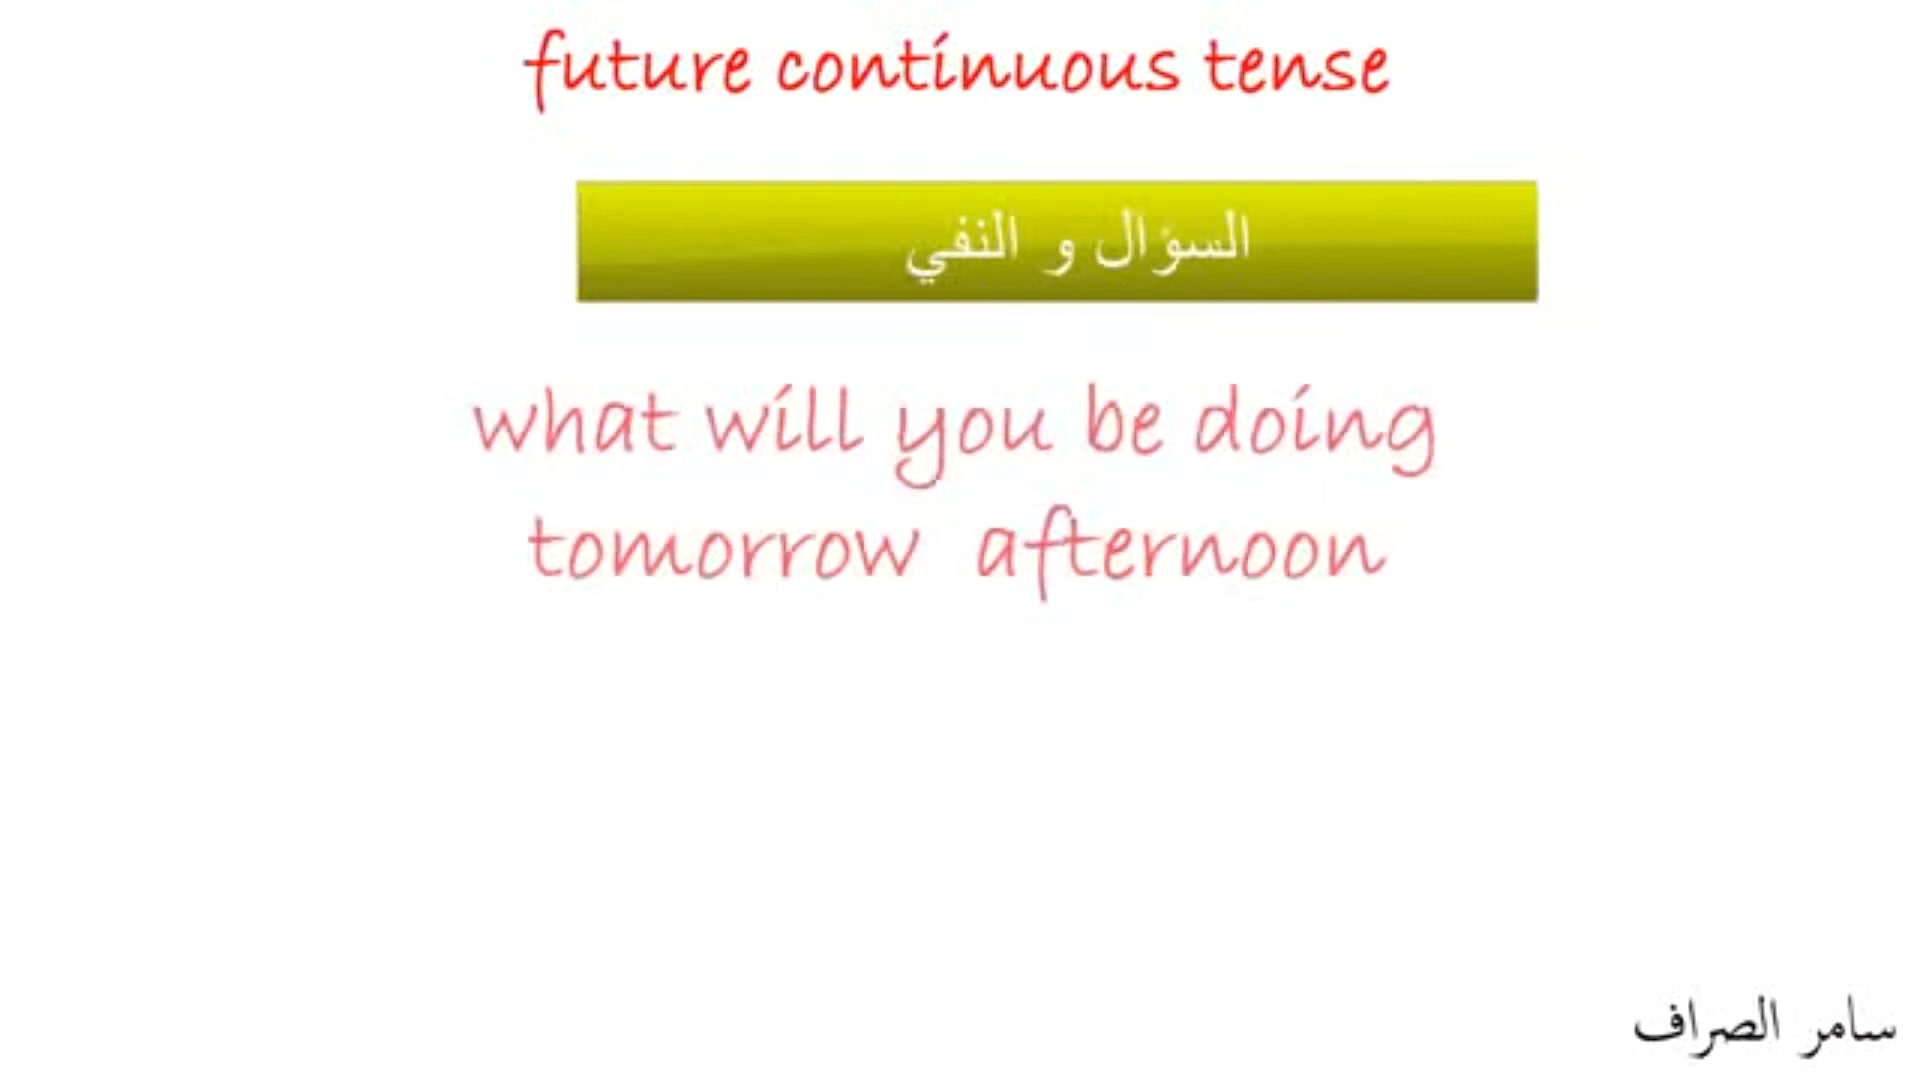 future continuous tense
السؤال و النفي
what will you be doing
tomorrow afternoon
سامر الصراف